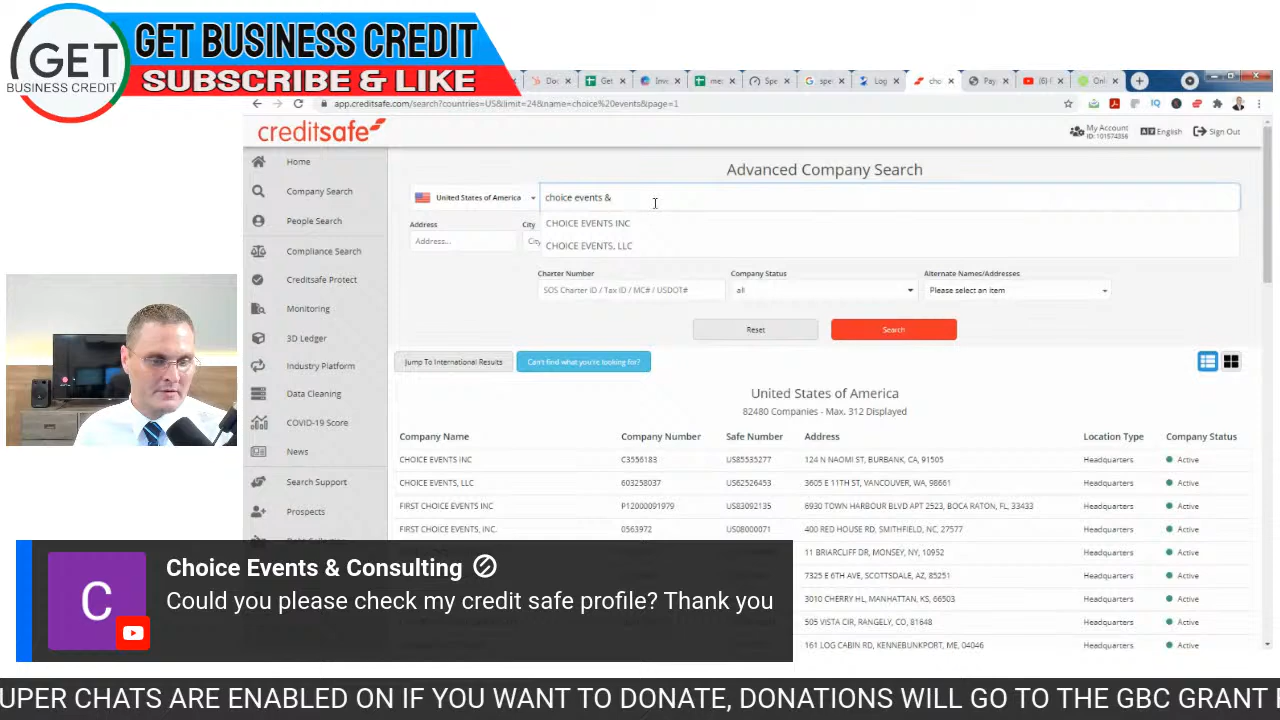 GET
BUSINESS CREDIT
GET BUSINESS CREDIT
SUBSCRIBE & LIKE
app.creditsafe.com/search?countries=US&limit=24&name=choice%20events&page=1
creditsafe
My Account
ID: 101574356
English
Sign Out
Home
Company Search
People Search
Compliance Search
Creditsafe Protect
Monitoring
3D Ledger
Industry Platform
Data Cleaning
COVID-19 Score
News
Search Support
Prospects
Advanced Company Search
United States of America
choice events &
CHOICE EVENTS INC
CHOICE EVENTS, LLC
Address
City
Address...
Charter Number
Company Status
Alternate Names/Addresses
SOS Charter ID / Tax ID / MC# / USDOT#
all
Please select an item
Reset
Search
Jump To International Results
Can't find what you're looking for?
United States of America
82480 Companies - Max. 312 Displayed
Company Name Company Number Safe Number Address Location Type Company Status
CHOICE EVENTS INC C3556183 US85535277 124 N NAOMI ST, BURBANK, CA, 91505 Headquarters Active
CHOICE EVENTS, LLC 603258037 US62526453 3605 E 11TH ST, VANCOUVER, WA, 98661 Headquarters Active
FIRST CHOICE EVENTS INC P12000091979 US83092135 6930 TOWN HARBOUR BLVD APT 2523, BOCA RATON, FL, 33433 Headquarters Active
FIRST CHOICE EVENTS, INC. 0563972 US08000071 400 RED HOUSE RD, SMITHFIELD, NC, 27577 Headquarters Active
11 BRIARCLIFF DR, MONSEY, NY, 10952 Headquarters Active
7325 E 6TH AVE, SCOTTSDALE, AZ, 85251 Headquarters Active
3010 CHERRY HL, MANHATTAN, KS, 66503 Headquarters Active
505 VISTA CIR, RANGELY, CO, 81648 Headquarters Active
161 LOG CABIN RD, KENNEBUNKPORT, ME, 04046 Headquarters Active
C
Choice Events & Consulting
Could you please check my credit safe profile? Thank you
UPER CHATS ARE ENABLED ON IF YOU WANT TO DONATE, DONATIONS WILL GO TO THE GBC GRANT